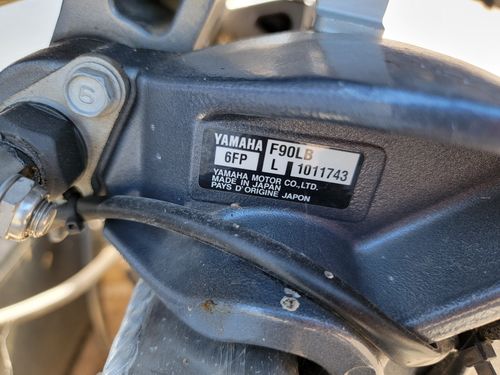 6
YAMAHA F90LB
6FP L 1011743
YAMAHA MOTOR CO., LTD.
MADE IN JAPAN
PAYS D'ORIGINE JAPON